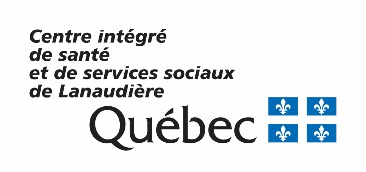 Centre intégré
de santé
et de services sociaux
de Lanaudière
Québec